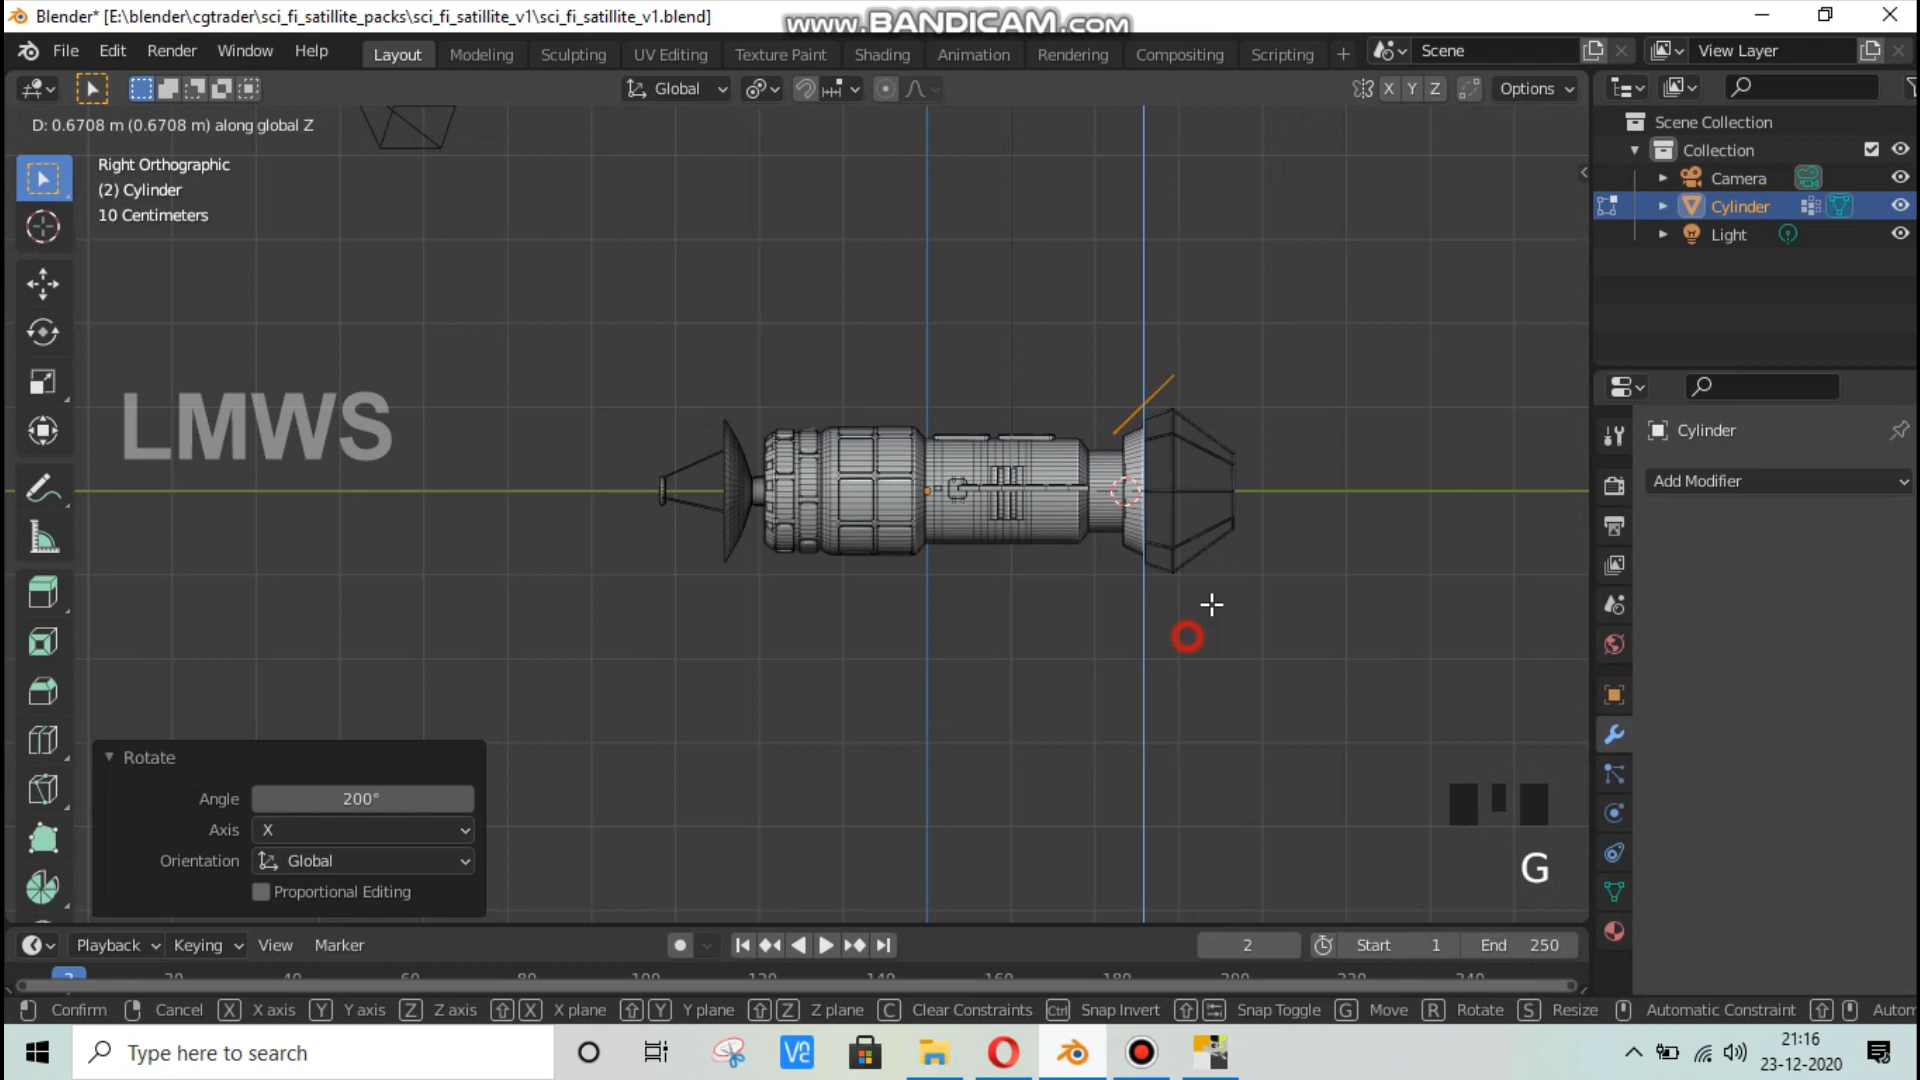 Blender* [E:\blender\cgtrader\sci_fi_satillite_packs\sci_fi_satillite_v1\sci_fi_satillite_v1.blend]
www.BANDICAM.com
File Edit Render Window Help Layout Modeling Sculpting UV Editing Texture Paint Shading Animation Rendering Compositing Scripting + Scene View Layer
Global X Y Z Options
D: 0.6708 m (0.6708 m) along global Z
Right Orthographic
(2) Cylinder
10 Centimeters
Scene Collection
Collection
Camera
Cylinder
Light
LMWS
Cylinder
Add Modifier
Rotate
Angle 200°
Axis X
Orientation Global
Proportional Editing
G
Playback Keying View Marker 2 Start 1 End 250
Confirm Cancel X X axis Y Y axis Z Z axis X X plane Y Y plane Z Z plane C Clear Constraints Ctrl Snap Invert Snap Toggle G Move R Rotate S Resize Automatic Constraint
Type here to search
21:16
23-12-2020